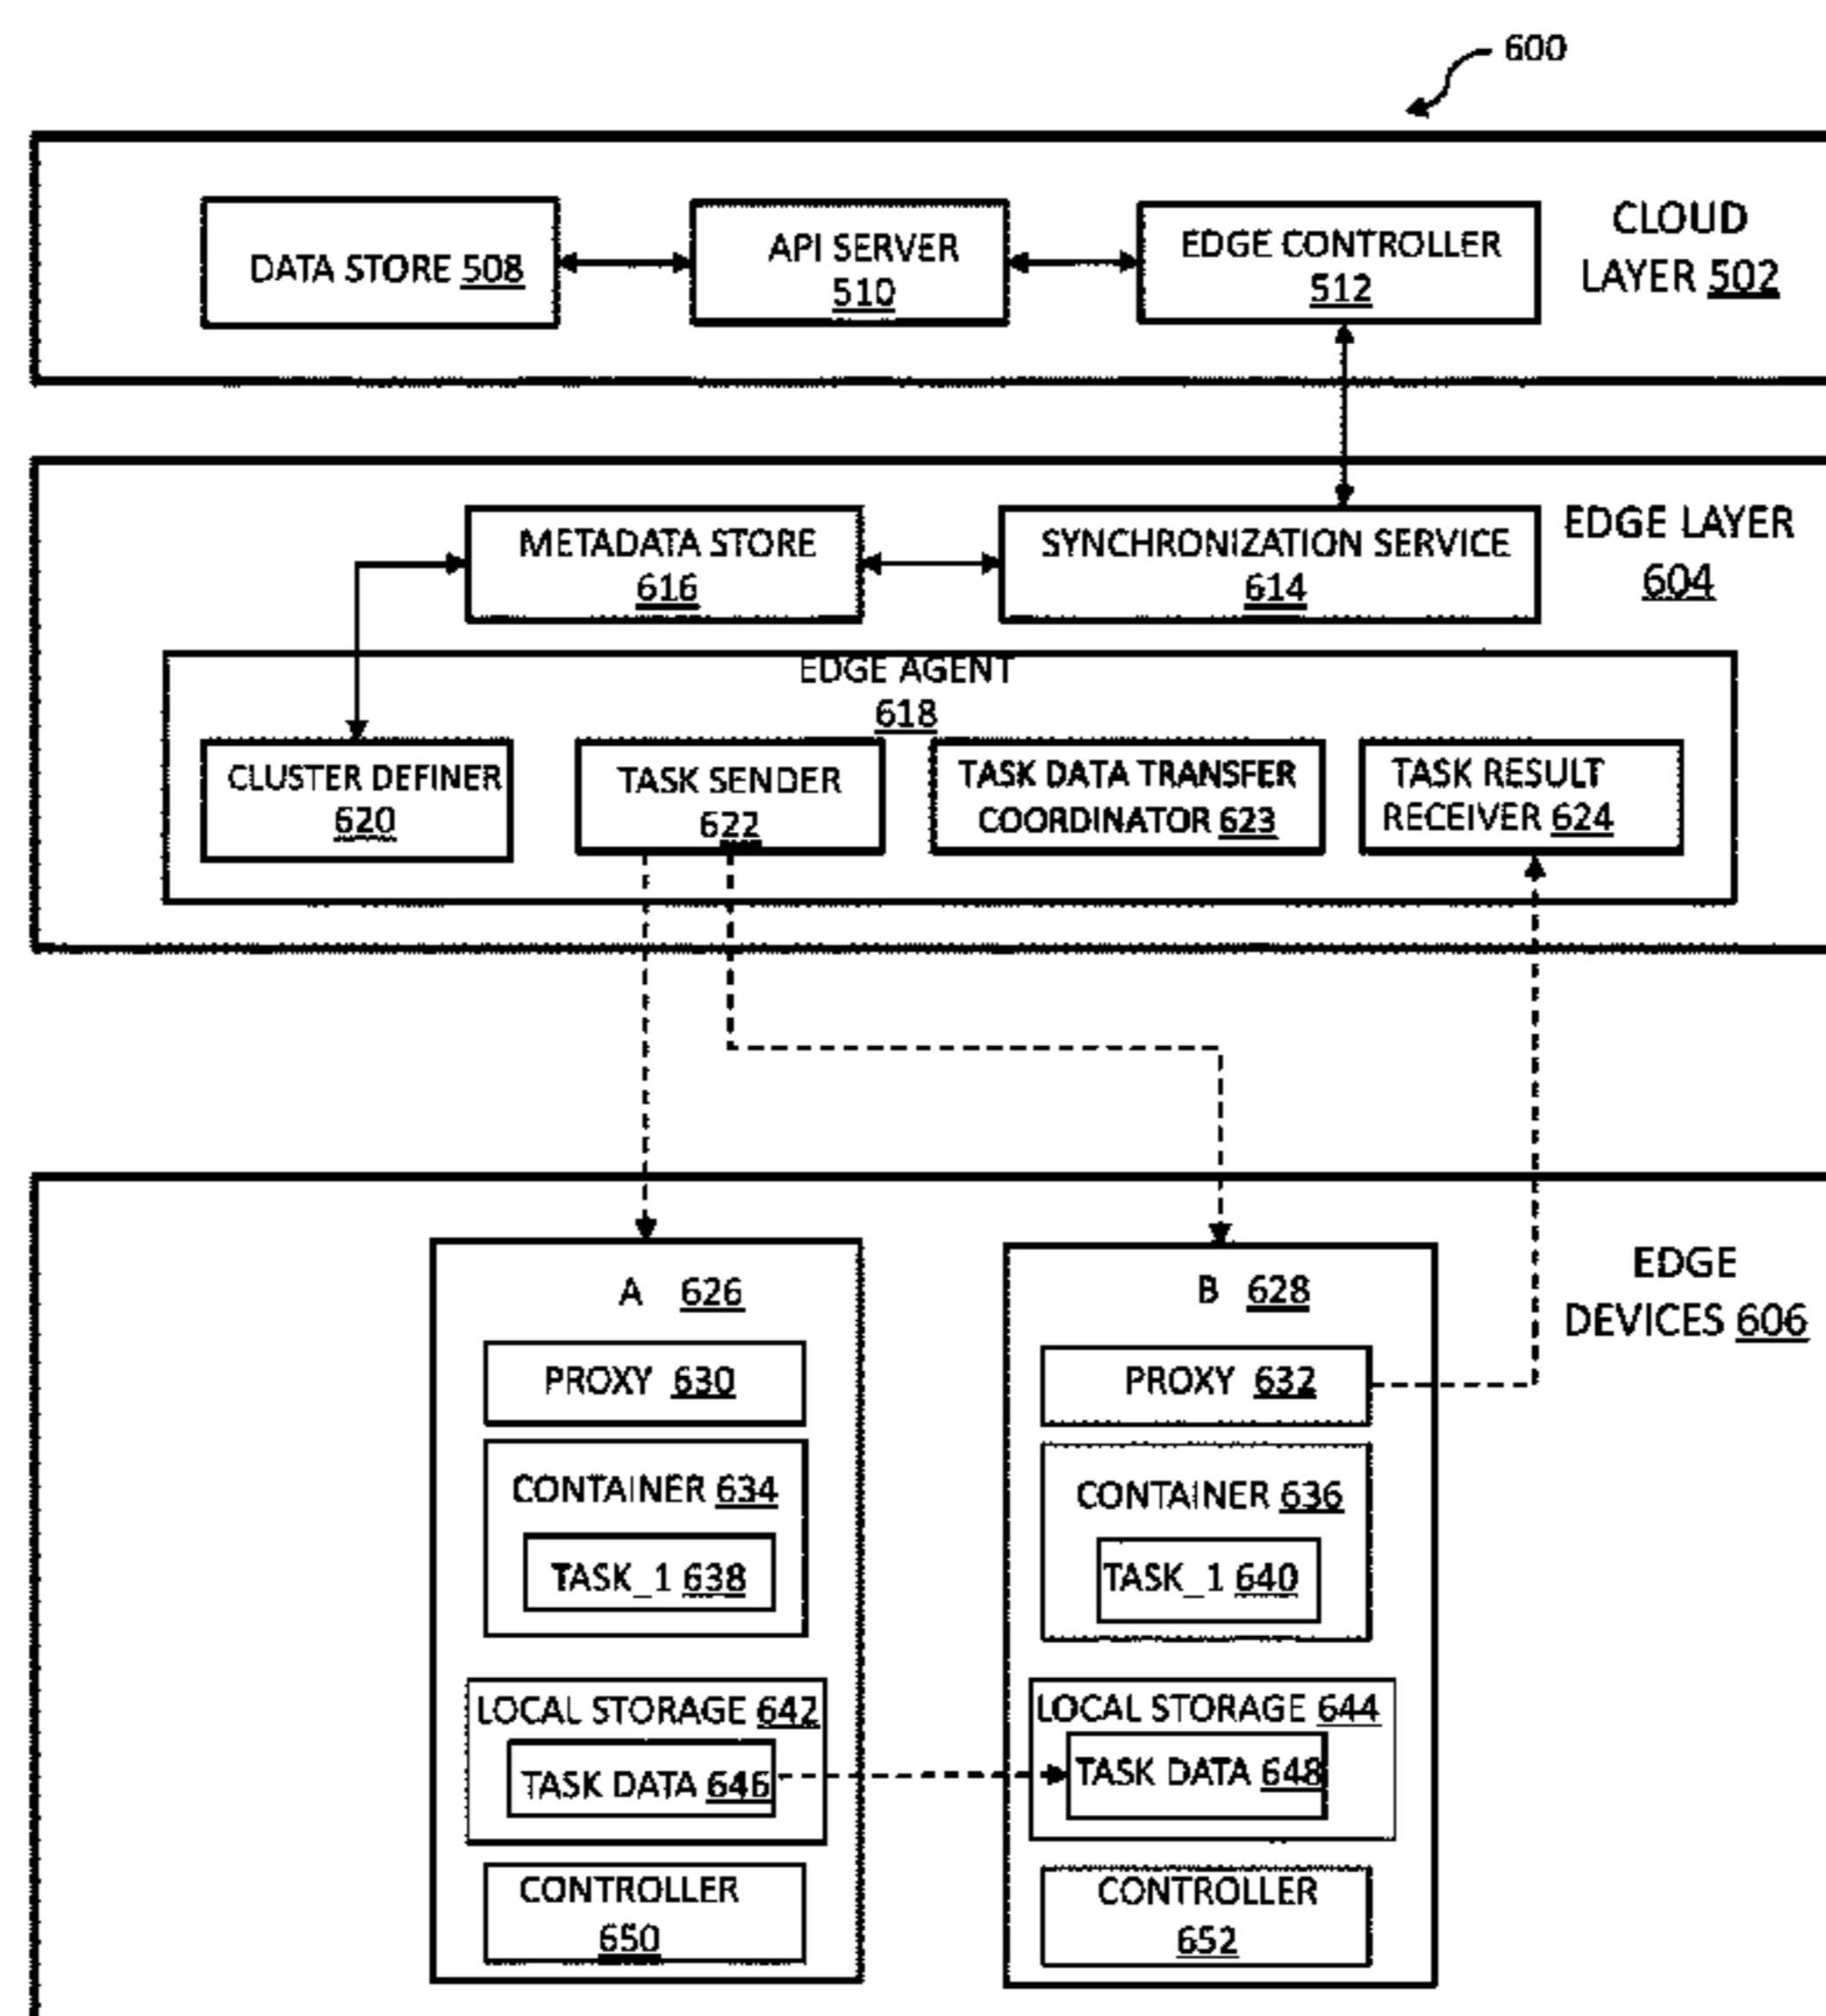 600
DATA STORE 508
API SERVER
510
EDGE CONTROLLER
512
CLOUD
LAYER 502
METADATA STORE
616
SYNCHRONIZATION SERVICE
614
EDGE LAYER
604
EDGE AGENT
618
CLUSTER DEFINER
620
TASK SENDER
622
TASK DATA TRANSFER
COORDINATOR 623
TASK RESULT
RECEIVER 624
EDGE
DEVICES 606
A 626
PROXY 630
CONTAINER 634
TASK_1 638
LOCAL STORAGE 642
TASK DATA 646
CONTROLLER
650
B 628
PROXY 632
CONTAINER 636
TASK_1 640
LOCAL STORAGE 644
TASK DATA 648
CONTROLLER
652